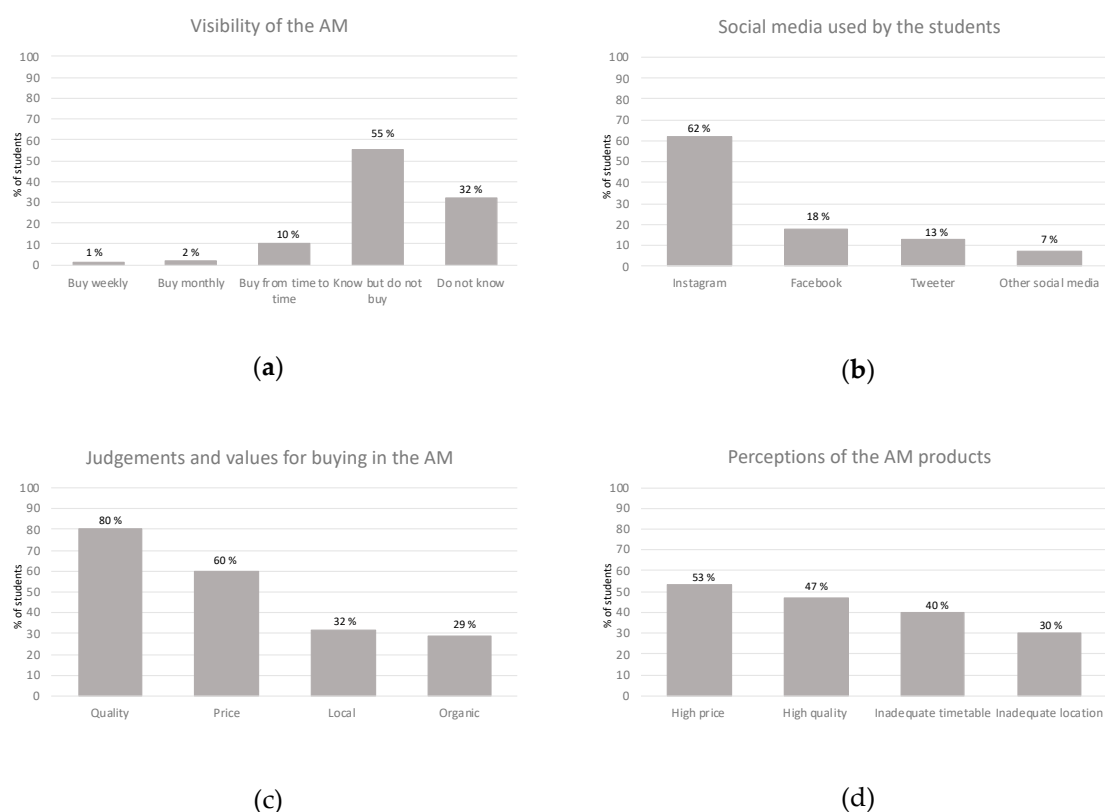 Visibility of the AM
100
90
80
70
60
50
40
30
20
10
0
% of students
1 %
2 %
10 %
55 %
32 %
Buy weekly
Buy monthly
Buy from time to
time
Know but do not
buy
Do not know
(a)
Social media used by the students
100
90
80
70
60
50
40
30
20
10
0
% of students
62 %
18 %
13 %
7 %
Instagram
Facebook
Tweeter
Other social media
(b)
Judgements and values for buying in the AM
100
90
80
70
60
50
40
30
20
10
0
% of students
80 %
60 %
32 %
29 %
Quality
Price
Local
Organic
(c)
Perceptions of the AM products
100
90
80
70
60
50
40
30
20
10
0
% of students
53 %
47 %
40 %
30 %
High price
High quality
Inadequate timetable
Inadequate location
(d)